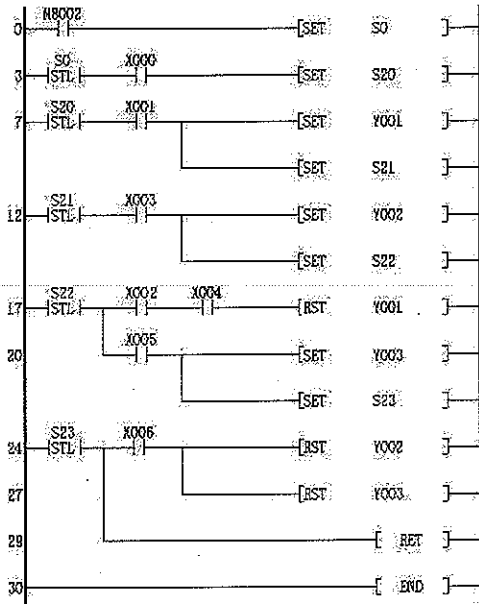 M8002
0 [SET S0 ]
S0 X000
3 STL [SET S20 ]
S20 X001
7 STL [SET Y001 ]
[SET S21 ]
S21 X003
12 STL [SET Y002 ]
[SET S22 ]
S22 X002 X004
17 STL [RST Y001 ]
X005
20 [SET Y003 ]
[SET S23 ]
S23 X006
24 STL [RST Y002 ]
27 [RST Y003 ]
29 [ RET ]
30 [ END ]